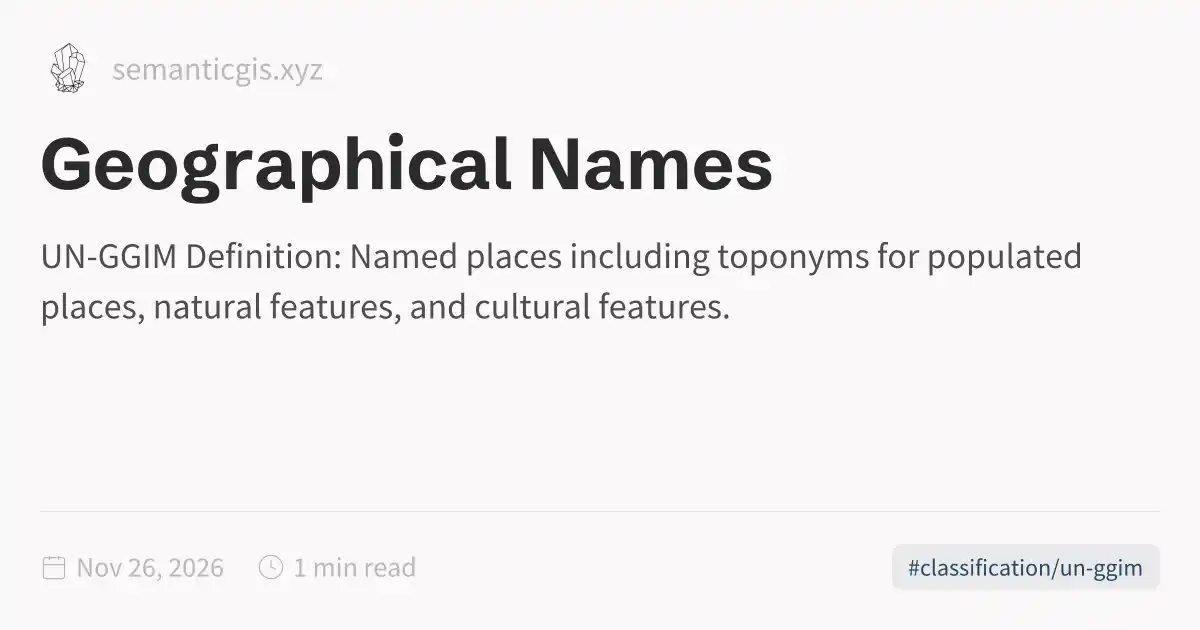 semanticgis.xyz
Geographical Names
UN-GGIM Definition: Named places including toponyms for populated
places, natural features, and cultural features.
Nov 26, 2026 1 min read #classification/un-ggim